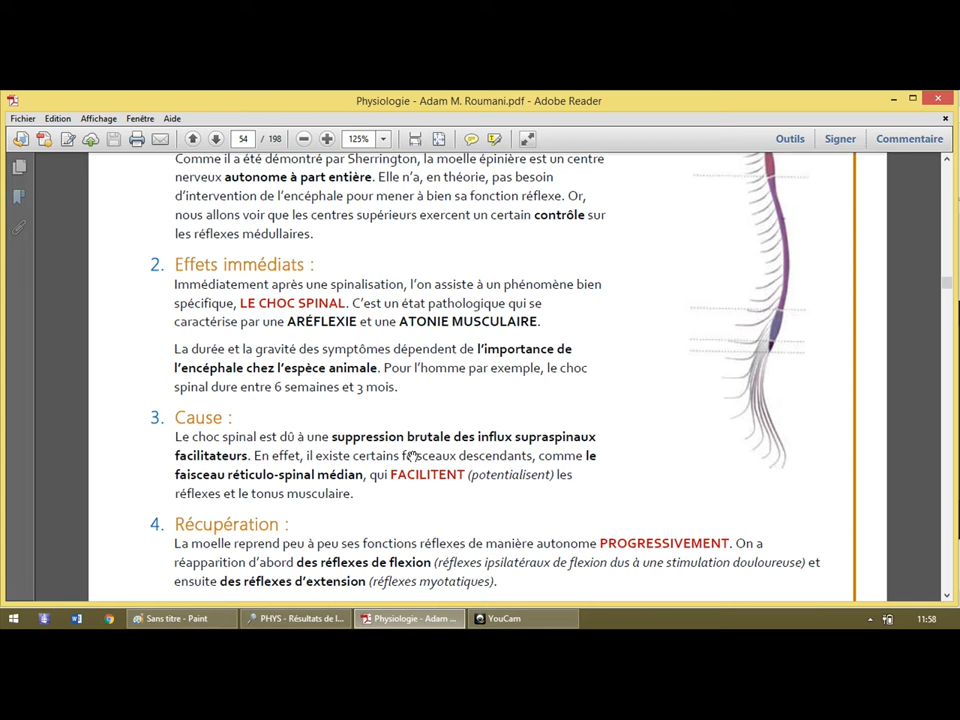 Physiologie - Adam M. Roumani.pdf - Adobe Reader
Fichier Edition Affichage Fenêtre Aide
54 / 198 125% Outils Signer Commentaire
Comme il a été démontré par Sherrington, la moelle épinière est un centre
nerveux autonome à part entière. Elle n’a, en théorie, pas besoin
d’intervention de l’encéphale pour mener à bien sa fonction réflexe. Or,
nous allons voir que les centres supérieurs exercent un certain contrôle sur
les réflexes médullaires.
2. Effets immédiats :
Immédiatement après une spinalisation, l’on assiste à un phénomène bien
spécifique, LE CHOC SPINAL. C’est un état pathologique qui se
caractérise par une ARÉFLEXIE et une ATONIE MUSCULAIRE.
La durée et la gravité des symptômes dépendent de l’importance de
l’encéphale chez l’espèce animale. Pour l’homme par exemple, le choc
spinal dure entre 6 semaines et 3 mois.
3. Cause :
Le choc spinal est dû à une suppression brutale des influx supraspinaux
facilitateurs. En effet, il existe certains faisceaux descendants, comme le
faisceau réticulo-spinal médian, qui FACILITENT (potentialisent) les
réflexes et le tonus musculaire.
4. Récupération :
La moelle reprend peu à peu ses fonctions réflexes de manière autonome PROGRESSIVEMENT. On a
réapparition d’abord des réflexes de flexion (réflexes ipsilatéraux de flexion dus à une stimulation douloureuse) et
ensuite des réflexes d’extension (réflexes myotatiques).
Sans titre - Paint PHYS - Résultats de l... Physiologie - Adam ... YouCam 11:58